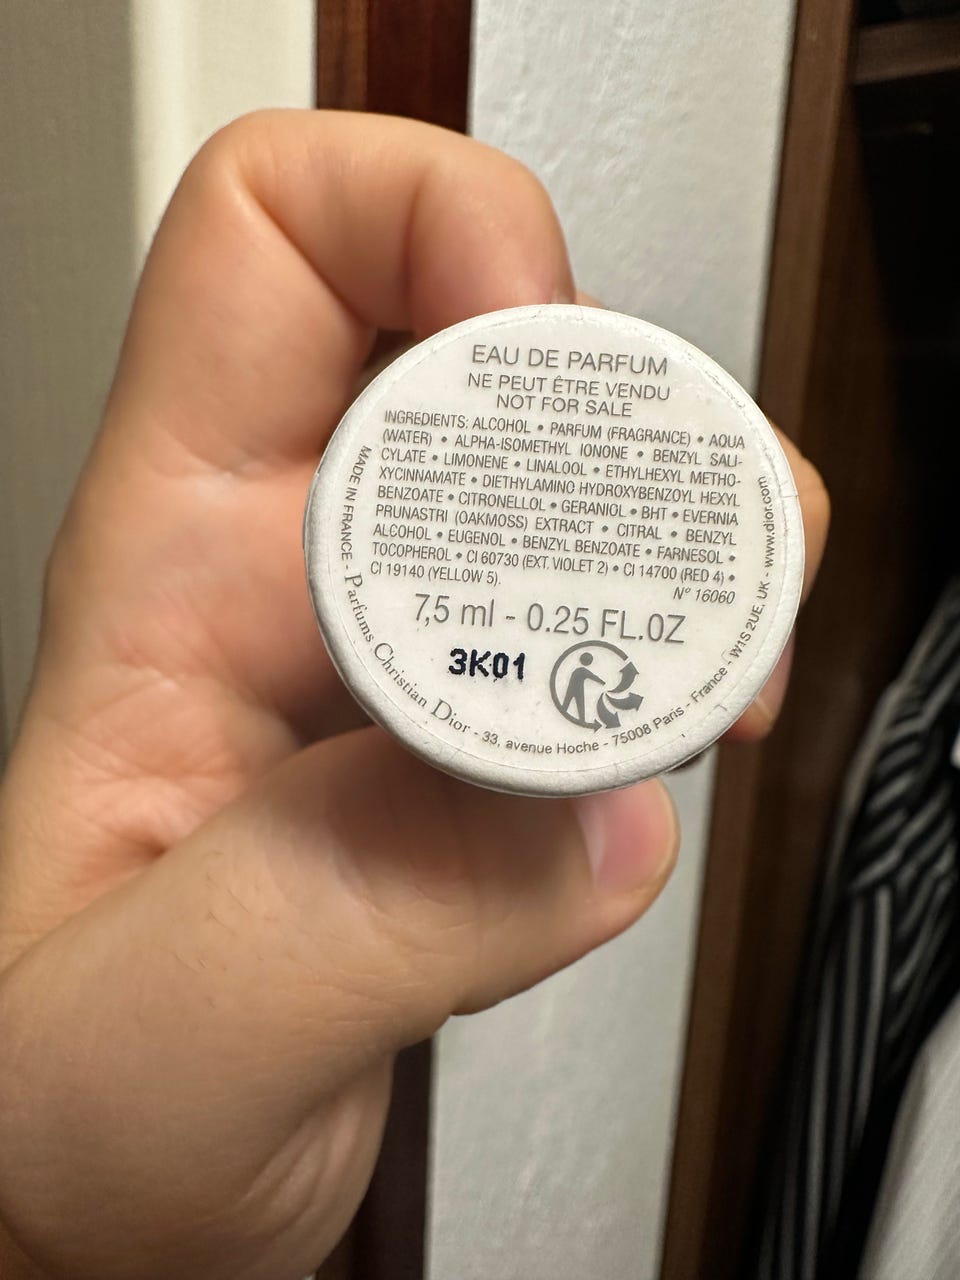 EAU DE PARFUM
NE PEUT ÊTRE VENDU
NOT FOR SALE
INGREDIENTS: ALCOHOL • PARFUM (FRAGRANCE) • AQUA
(WATER) • ALPHA-ISOMETHYL IONONE • BENZYL SALI-
CYLATE • LIMONENE • LINALOOL • ETHYLHEXYL METHO-
XYCINNAMATE • DIETHYLAMINO HYDROXYBENZOYL HEXYL
BENZOATE • CITRONELLOL • GERANIOL • BHT • EVERNIA
PRUNASTRI (OAKMOSS) EXTRACT • CITRAL • BENZYL
ALCOHOL • EUGENOL • BENZYL BENZOATE • FARNESOL •
TOCOPHEROL • CI 60730 (EXT. VIOLET 2) • CI 14700 (RED 4) •
CI 19140 (YELLOW 5).
N° 16060
7,5 ml - 0.25 FL.OZ
3K01
MADE IN FRANCE - Parfums Christian Dior - 33, avenue Hoche - 75008 Paris - France - W1S 2UE, UK - www.dior.com